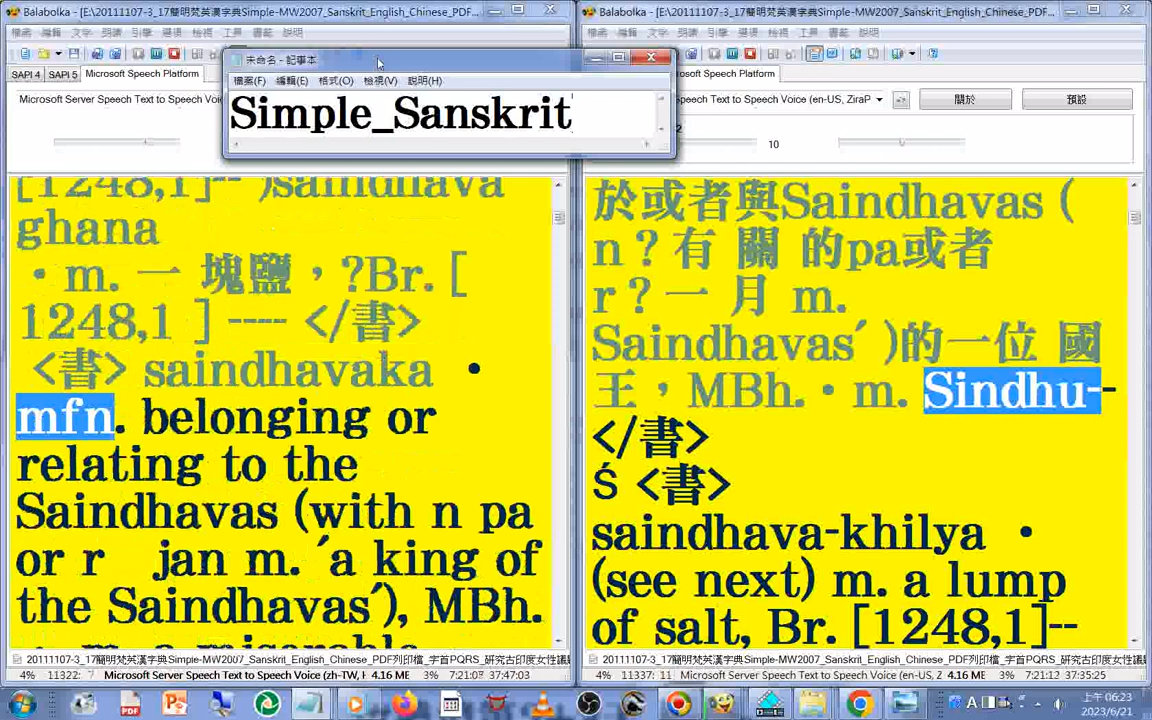 Balabolka - [E:\20111107-3_17簡明梵英漢字典Simple-MW2007_Sanskrit_English_Chinese_PDF...
Balabolka - [E:\20111107-3_17簡明梵英漢字典Simple-MW2007_Sanskrit_English_Chinese_PDF...
SAPI 4 SAPI 5 Microsoft Speech Platform
未命名 - 記事本
檔案(F) 編輯(E) 格式(O) 檢視(V) 說明(H)
Simple_Sanskrit
Microsoft Server Speech Text to Speech Voi
Speech Text to Speech Voice (en-US, ZiraP
關於
預設
10
[1248,1]-- )saindhava
ghana
・m. 一 塊鹽，?Br. [
1248,1 ] ---- </書>
<書> saindhavaka •
mfn. belonging or
relating to the
Saindhavas (with n pa
or r jan m. ´a king of
the Saindhavas´), MBh.
於或者與Saindhavas (
n？有 關 的pa或者
r？一 月 m.
Saindhavas´ )的一位 國
王，MBh.・m. Sindhu--
</書>
Ś <書>
saindhava-khilya •
(see next) m. a lump
of salt, Br. [1248,1]--
20111107-3_17簡明梵英漢字典Simple-MW2007_Sanskrit_English_Chinese_PDF列印檔_字首PQRS_研究古印度女性議
20111107-3_17簡明梵英漢字典Simple-MW2007_Sanskrit_English_Chinese_PDF列印檔_字首PQRS_研究古印度女性議
4% 11322: Microsoft Server Speech Text to Speech Voice (zh-TW, 4.16 MB 3% 7:21:0 37:47:03
4% 11337: 11 Microsoft Server Speech Text to Speech Voice (en-US, Z 4.16 MB 3% 7:21:12 37:35:25
上午 06:23
2023/6/21